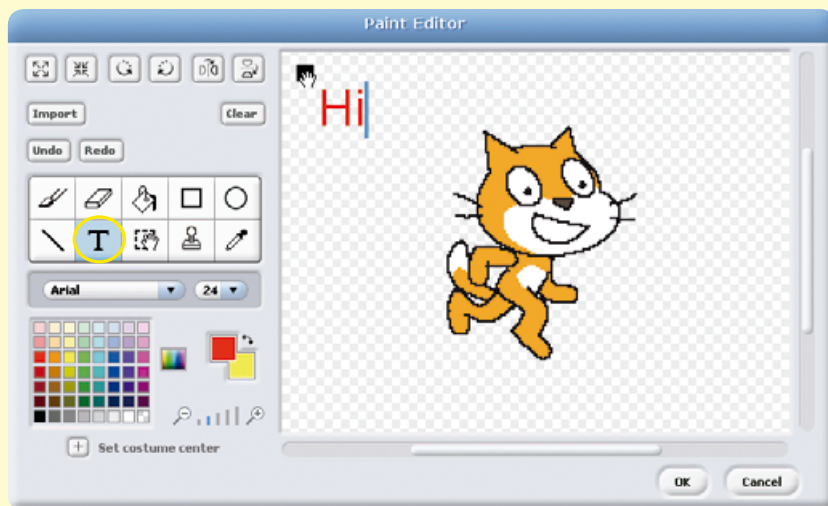 Paint Editor
Import
Clear
Undo
Redo
T
Arial
24
Set costume center
Hi
OK
Cancel